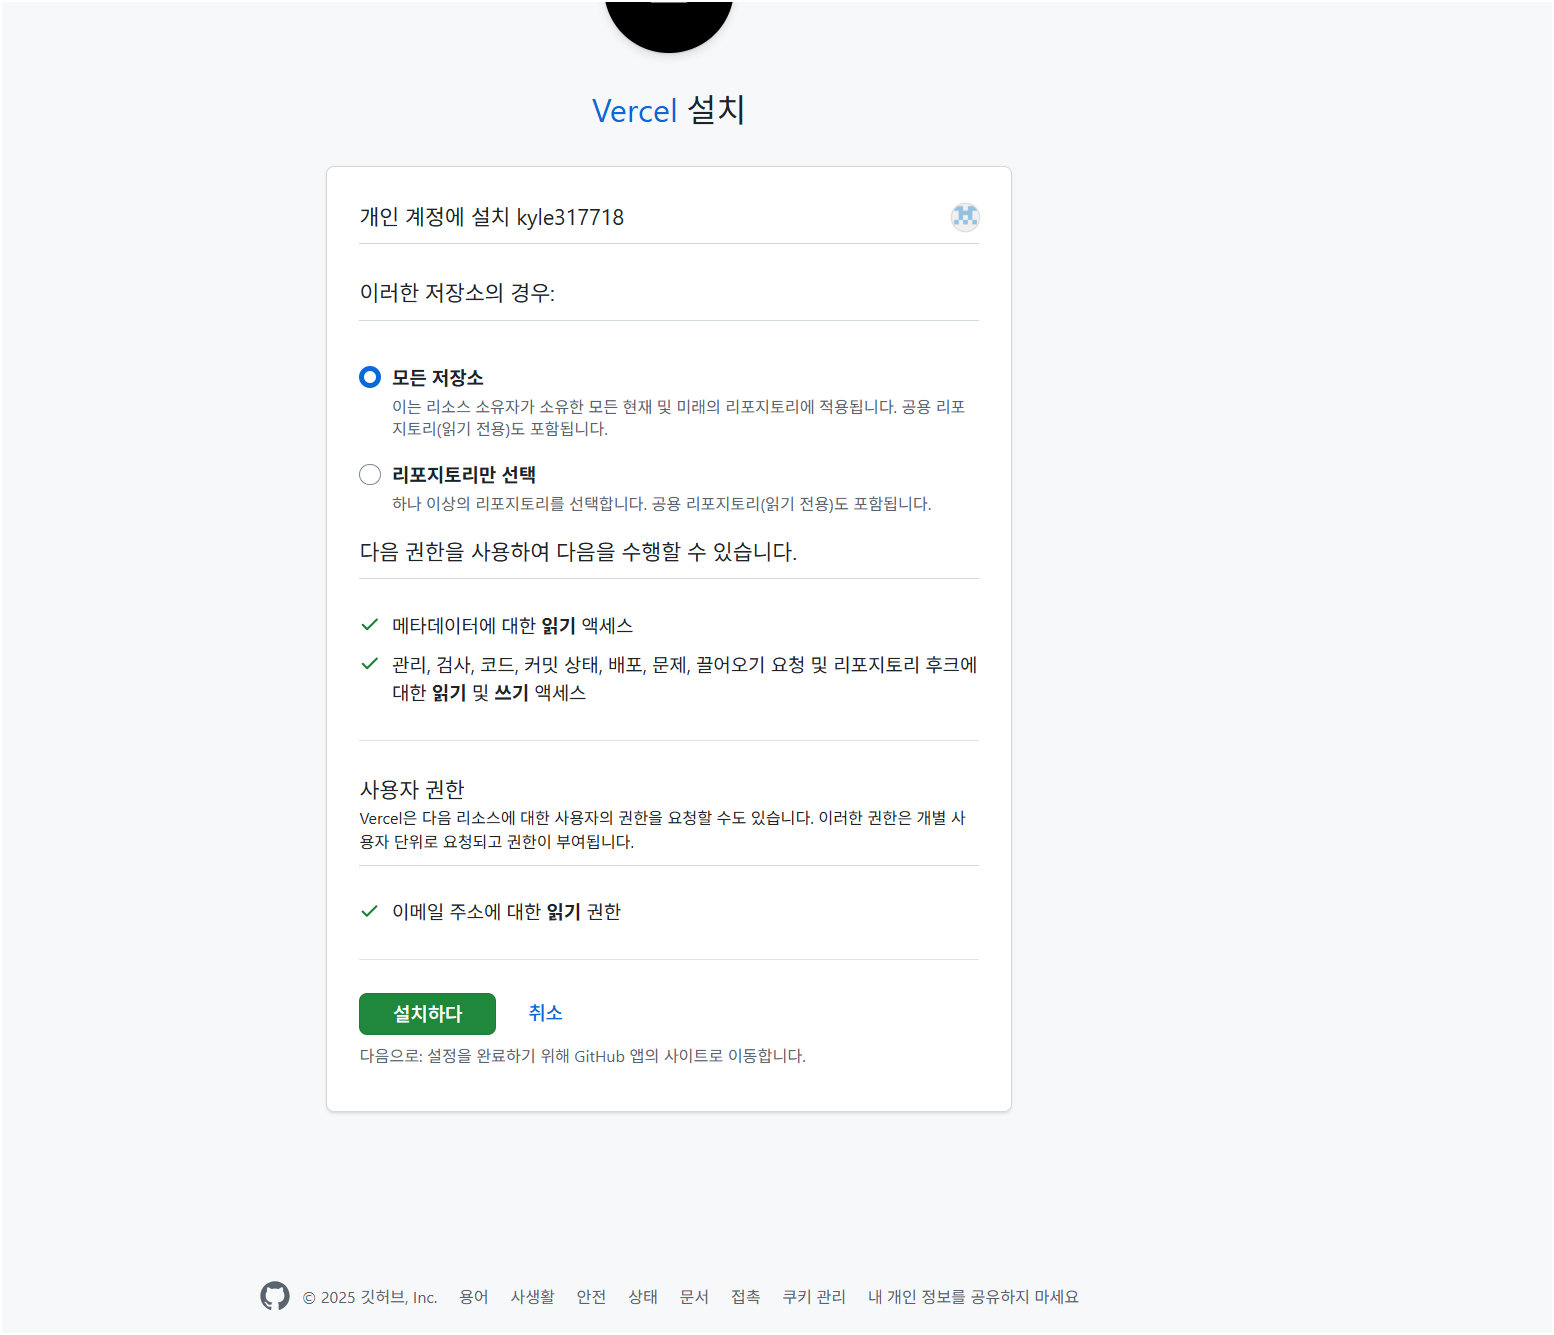 Vercel 설치
개인 계정에 설치 kyle317718
이러한 저장소의 경우:
모든 저장소
이는 리소스 소유자가 소유한 모든 현재 및 미래의 리포지토리에 적용됩니다. 공용 리포
지토리(읽기 전용)도 포함됩니다.
리포지토리만 선택
하나 이상의 리포지토리를 선택합니다. 공용 리포지토리(읽기 전용)도 포함됩니다.
다음 권한을 사용하여 다음을 수행할 수 있습니다.
메타데이터에 대한 읽기 액세스
관리, 검사, 코드, 커밋 상태, 배포, 문제, 끌어오기 요청 및 리포지토리 후크에
대한 읽기 및 쓰기 액세스
사용자 권한
Vercel은 다음 리소스에 대한 사용자의 권한을 요청할 수도 있습니다. 이러한 권한은 개별 사
용자 단위로 요청되고 권한이 부여됩니다.
이메일 주소에 대한 읽기 권한
설치하다 취소
다음으로: 설정을 완료하기 위해 GitHub 앱의 사이트로 이동합니다.
© 2025 깃허브, Inc. 용어 사생활 안전 상태 문서 접촉 쿠키 관리 내 개인 정보를 공유하지 마세요